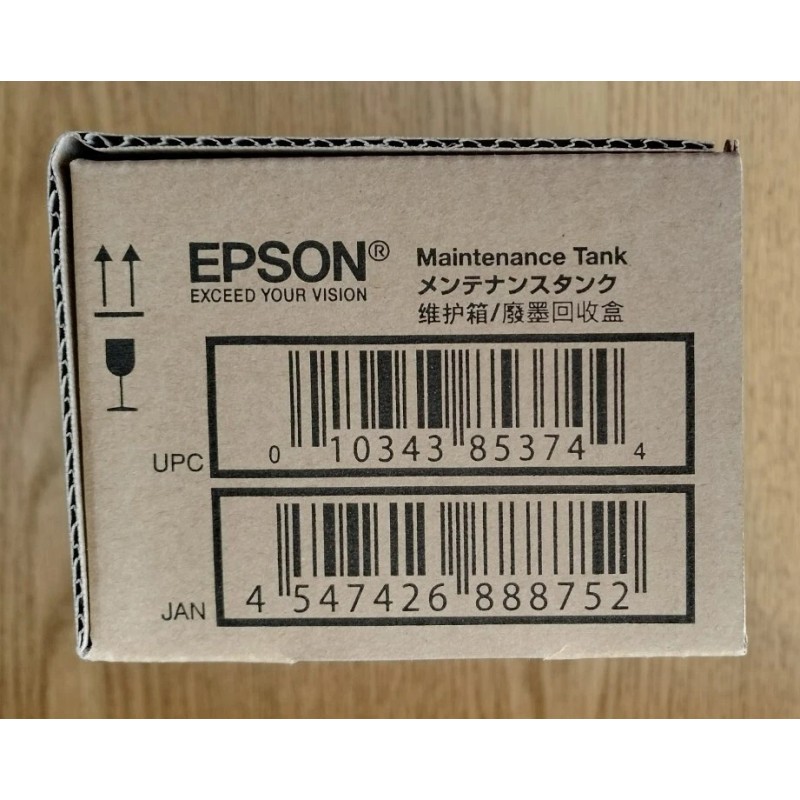 EPSON®
EXCEED YOUR VISION
Maintenance Tank
メンテナンスタンク
维护箱/廢墨回收盒
UPC
0 10343 85374 4
JAN
4 547426 888752